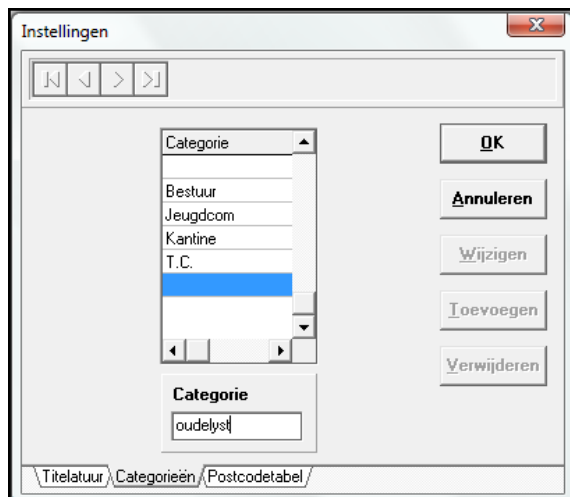 Instellingen
Categorie
OK
Bestuur
Annuleren
Jeugdcom
Kantine
Wijzigen
T.C.
Toevoegen
Verwijderen
Categorie
oudelyst
Titelatuur Categorieën Postcodetabel